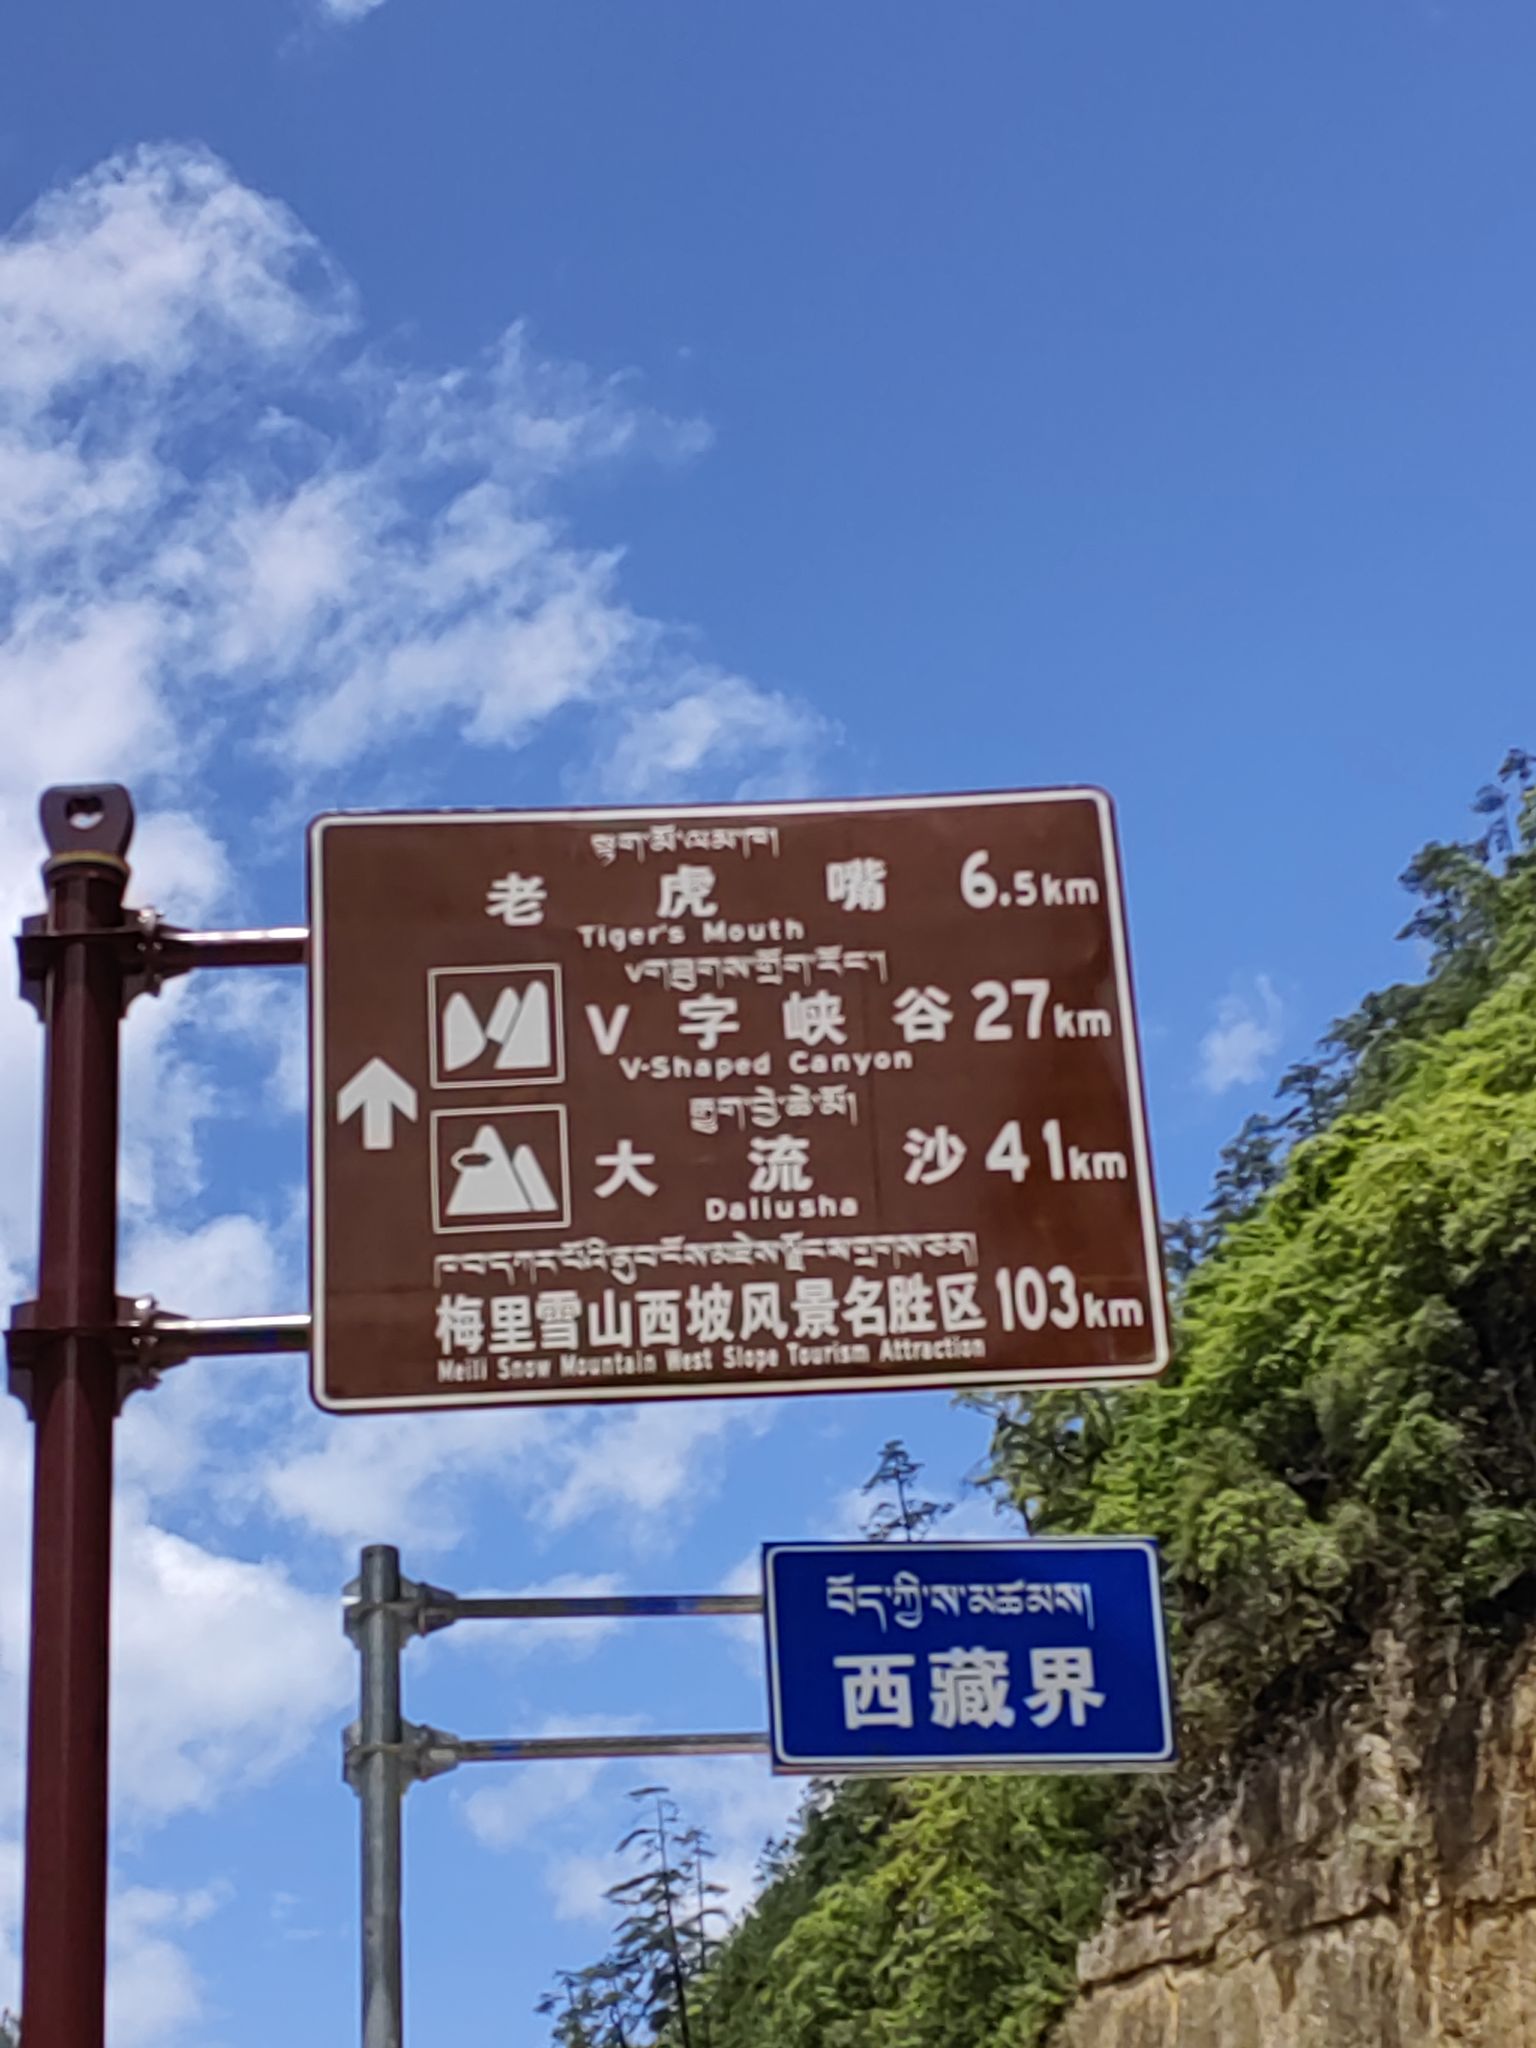 སྟག་མོ་ཁ
老虎嘴 6.5km
Tiger's Mouth
V字峡谷 27km
V-Shaped Canyon
大流沙 41km
Daliusha
梅里雪山西坡风景名胜区 103km
Meili Snow Mountain West Slope Tourism Attraction
བོད་ཀྱི་ས་མཚམས།
西藏界